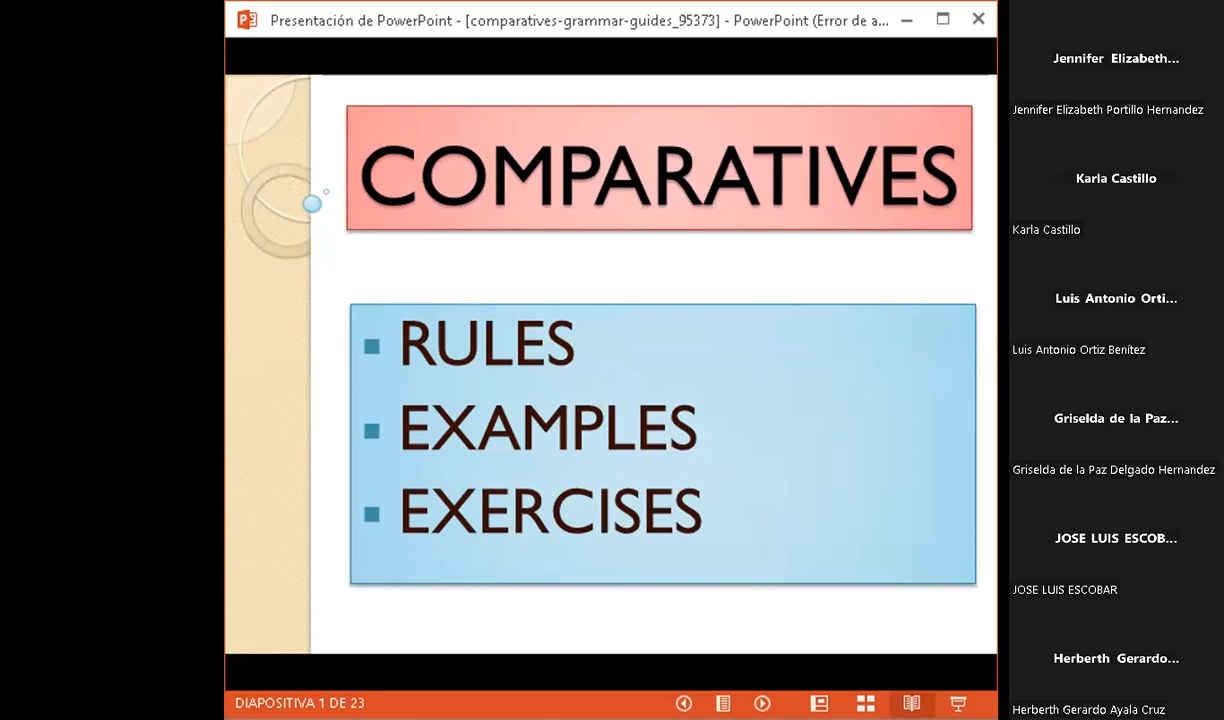 Presentación de PowerPoint - [comparatives-grammar-guides_95373] - PowerPoint (Error de a...
COMPARATIVES
RULES
EXAMPLES
EXERCISES
DIAPOSITIVA 1 DE 23
Jennifer Elizabeth...
Jennifer Elizabeth Portillo Hernandez
Karla Castillo
Karla Castillo
Luis Antonio Orti...
Luis Antonio Ortiz Benítez
Griselda de la Paz...
Griselda de la Paz Delgado Hernandez
JOSE LUIS ESCOB...
JOSE LUIS ESCOBAR
Herberth Gerardo...
Herberth Gerardo Ayala Cruz